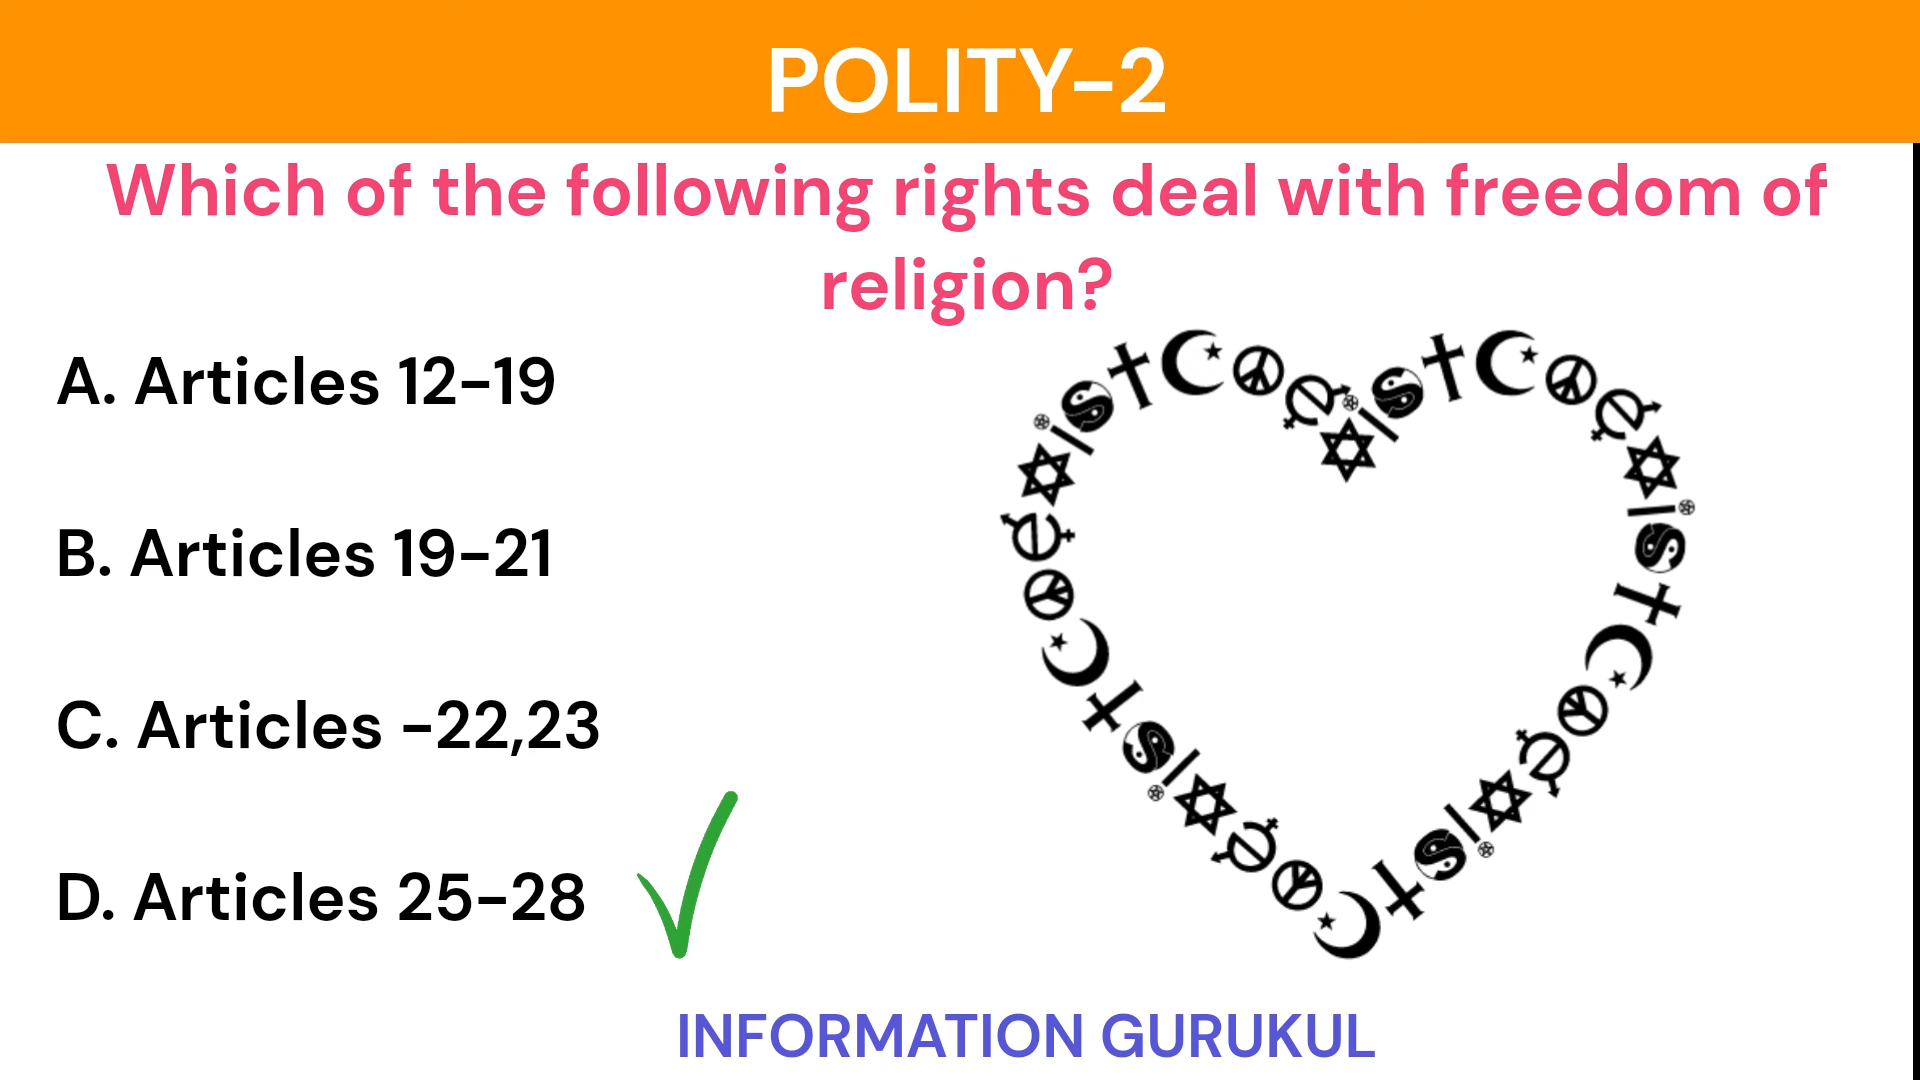 POLITY-2
Which of the following rights deal with freedom of
religion?
A. Articles 12-19
B. Articles 19-21
C. Articles -22,23
D. Articles 25-28
INFORMATION GURUKUL